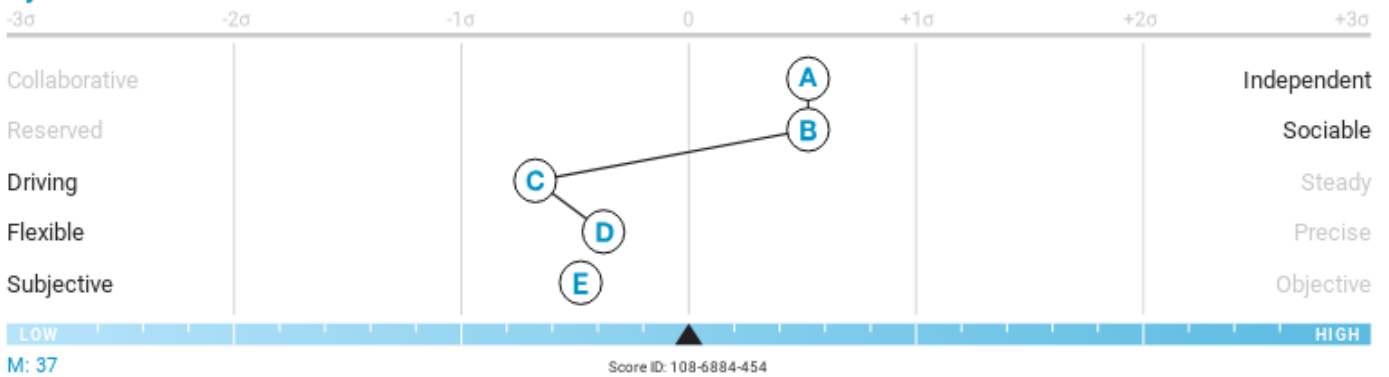 -3σ -2σ -1σ 0 +1σ +2σ +3σ
Collaborative A Independent
Reserved B Sociable
Driving C Steady
Flexible D Precise
Subjective E Objective
LOW HIGH
M: 37 Score ID: 108-6884-454